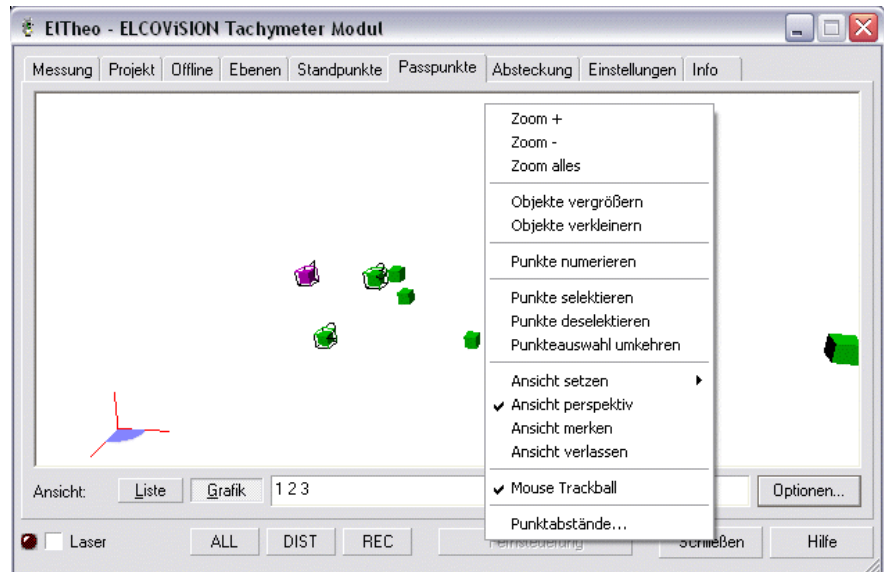 ElTheo - ELCOViSION Tachymeter Modul
Messung Projekt Offline Ebenen Standpunkte Passpunkte Absteckung Einstellungen Info
Zoom +
Zoom -
Zoom alles
Objekte vergrößern
Objekte verkleinern
Punkte numerieren
Punkte selektieren
Punkte deselektieren
Punkteauswahl umkehren
Ansicht setzen
Ansicht perspektiv
Ansicht merken
Ansicht verlassen
Mouse Trackball
Punktabstände...
Ansicht: Liste Grafik 1 2 3 Optionen...
Laser ALL DIST REC Fernsteuerung Schließen Hilfe